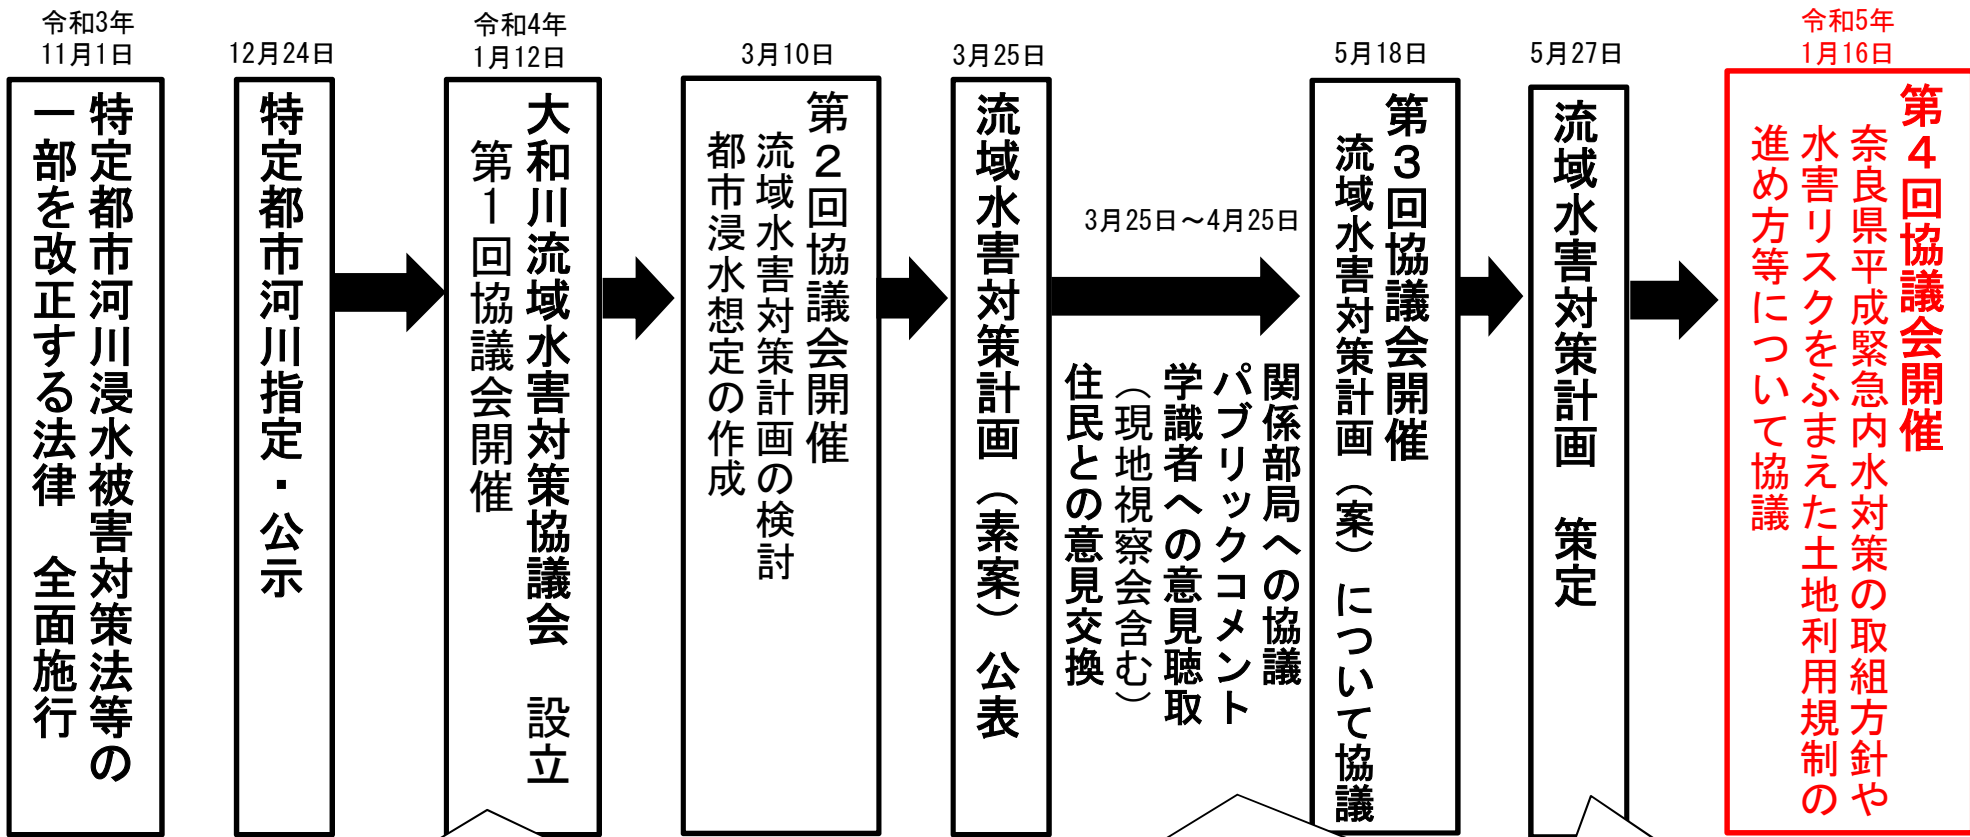 令和3年
11月1日
特定都市河川浸水被害対策法等の
一部を改正する法律　全面施行
12月24日
特定都市河川指定・公示
令和4年
1月12日
大和川流域水害対策協議会　設立
第１回協議会開催
3月10日
第２回協議会開催
流域水害対策計画の検討
都市浸水想定の作成
3月25日
流域水害対策計画（素案）公表
3月25日～4月25日
関係部局への協議
パブリックコメント
学識者への意見聴取
（現地視察会含む）
住民との意見交換
5月18日
第３回協議会開催
流域水害対策計画（案）について協議
5月27日
流域水害対策計画　策定
令和5年
1月16日
第４回協議会開催
奈良県平成緊急内水対策の取組方針や
水害リスクをふまえた土地利用規制の
進め方等について協議